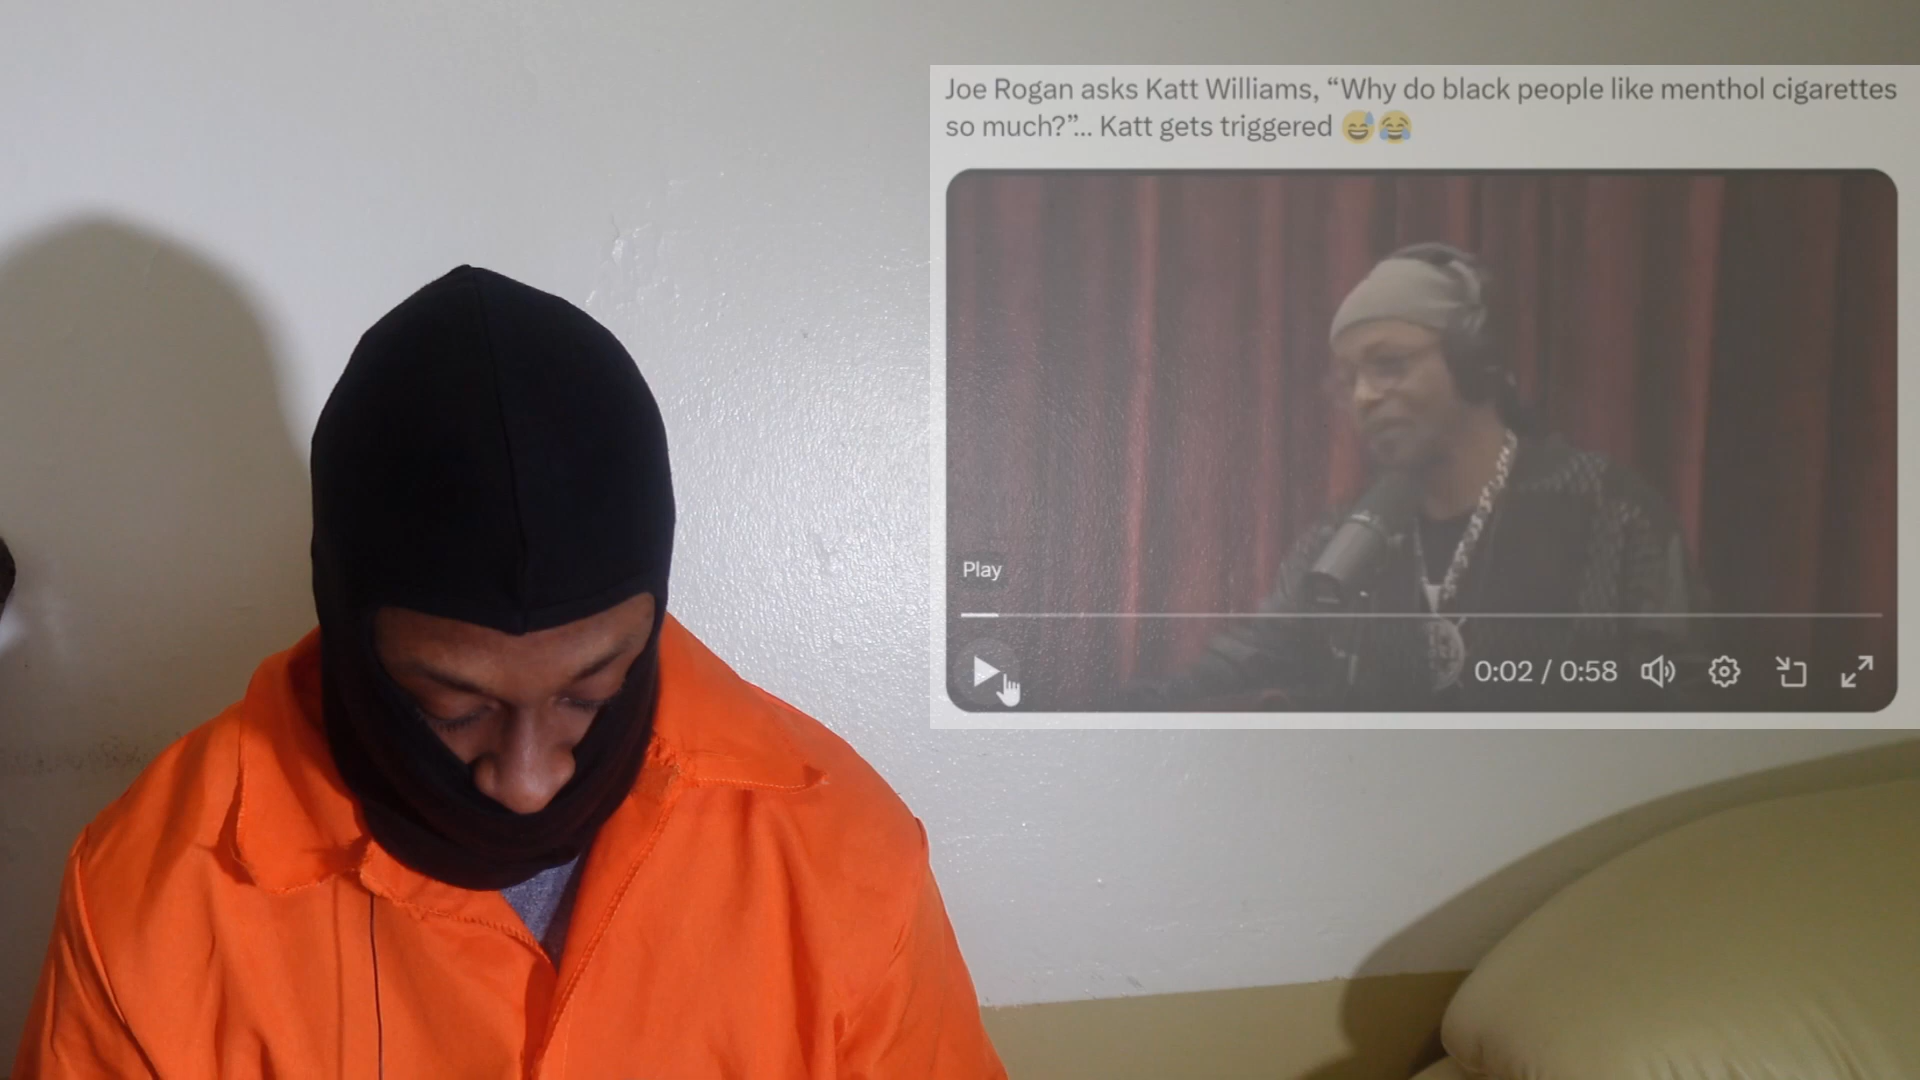 Joe Rogan asks Katt Williams, “Why do black people like menthol cigarettes
so much?”... Katt gets triggered 😅😂
Play
0:02 / 0:58